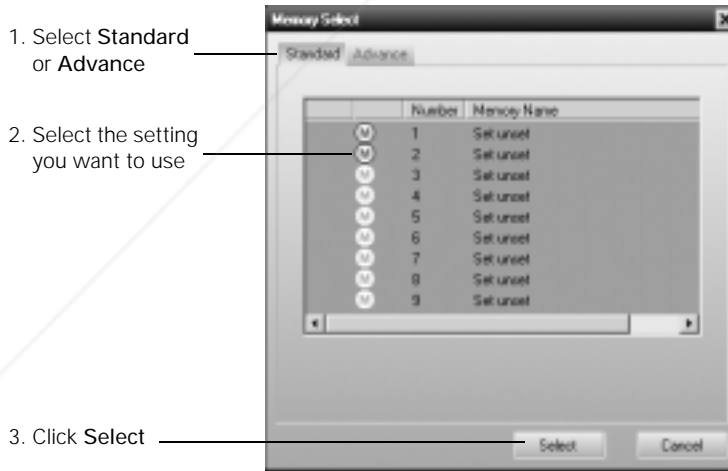 1. Select Standard
or Advance
2. Select the setting
you want to use
3. Click Select
Memory Select
Standard Advance
Number Memory Name
1 Set unset
2 Set unset
3 Set unset
4 Set unset
5 Set unset
6 Set unset
7 Set unset
8 Set unset
9 Set unset
Select Cancel